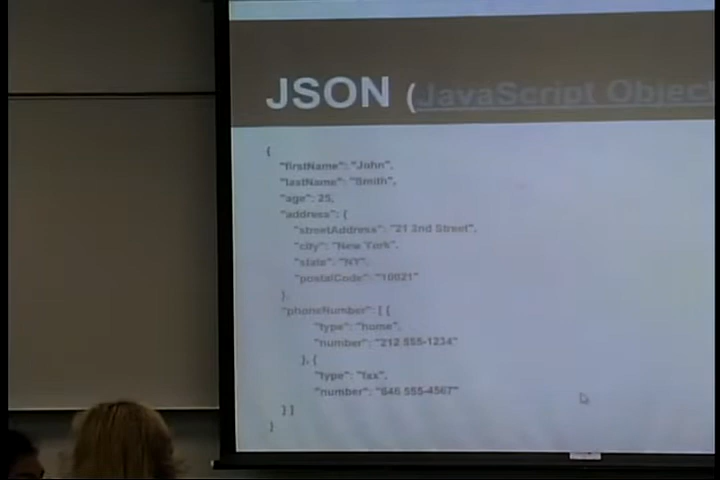 JSON (JavaScript Object
{
"firstName": "John",
"lastName": "Smith",
"age": 25,
"address": {
"streetAddress": "21 2nd Street",
"city": "New York",
"state": "NY",
"postalCode": "10021"
},
"phoneNumber": [ {
"type": "home",
"number": "212 555-1234"
}, {
"type": "fax",
"number": "646 555-4567"
} ]
}